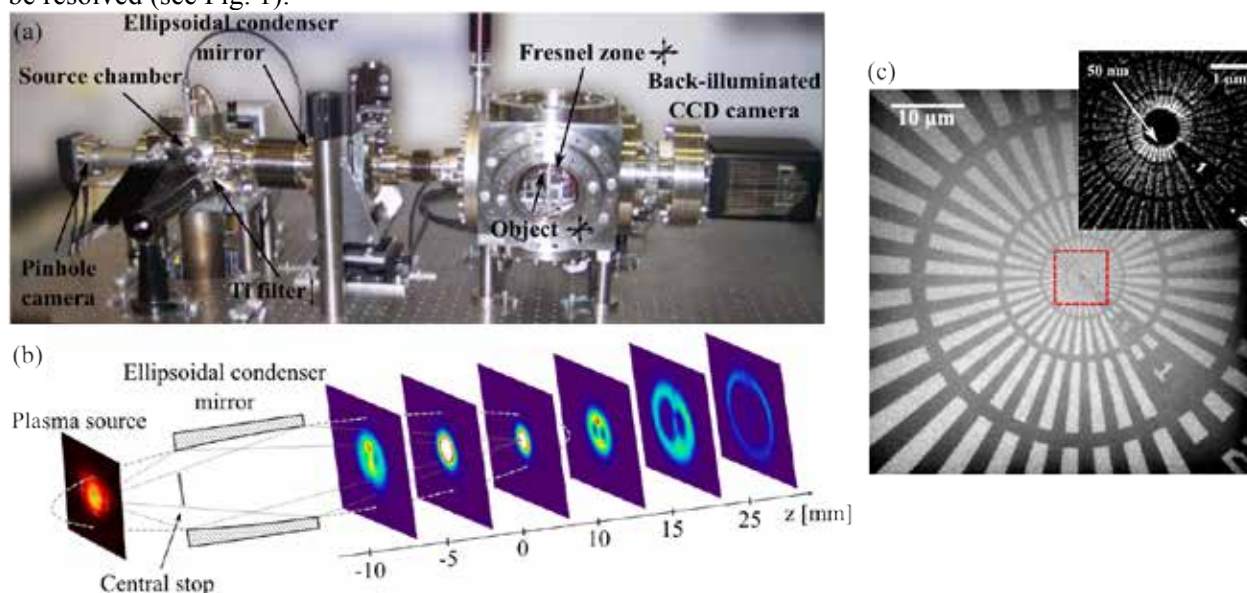 be resolved (see Fig. 1).
(a)
Ellipsoidal condenser
mirror
Source chamber
Fresnel zone
Back-illuminated
CCD camera
Object
Pinhole
camera
Ti filter
(b)
Ellipsoidal condenser
mirror
Plasma source
Central stop
-10
-5
0
10
15
25
z [mm]
(c)
10 µm
50 nm
1 µm